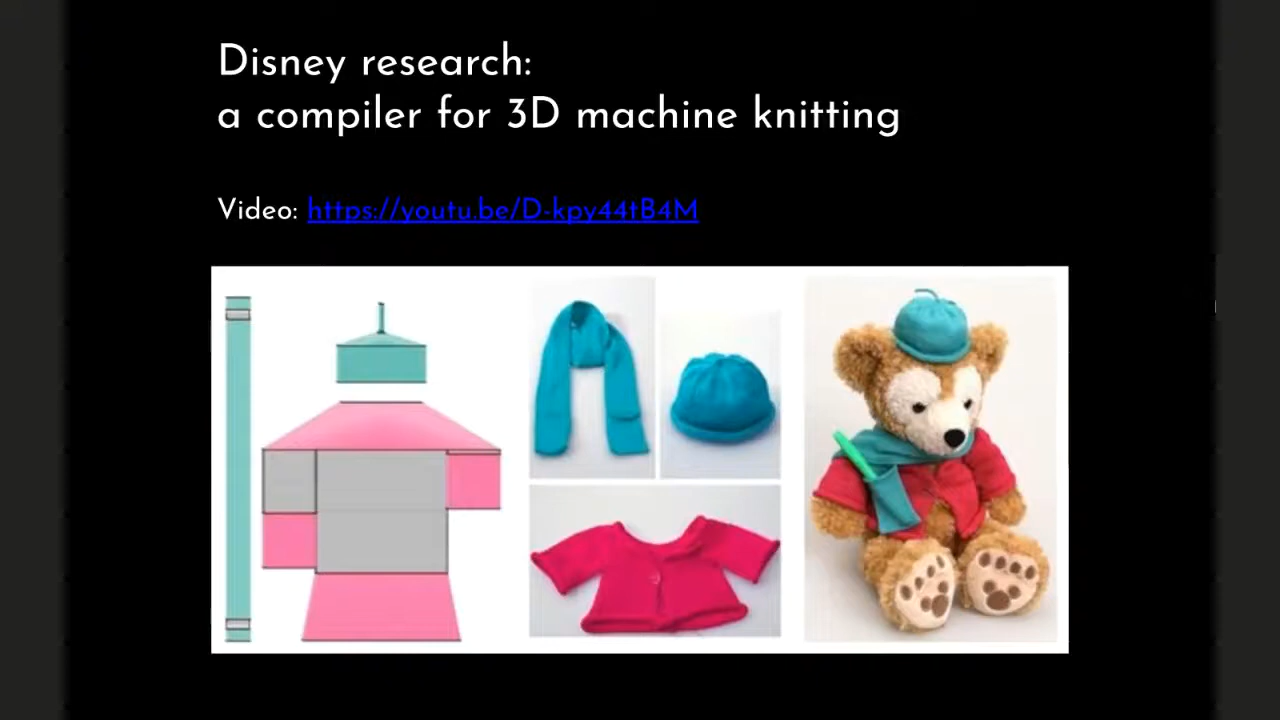 Disney research:
a compiler for 3D machine knitting
Video: https://youtu.be/D-kpy44tB4M